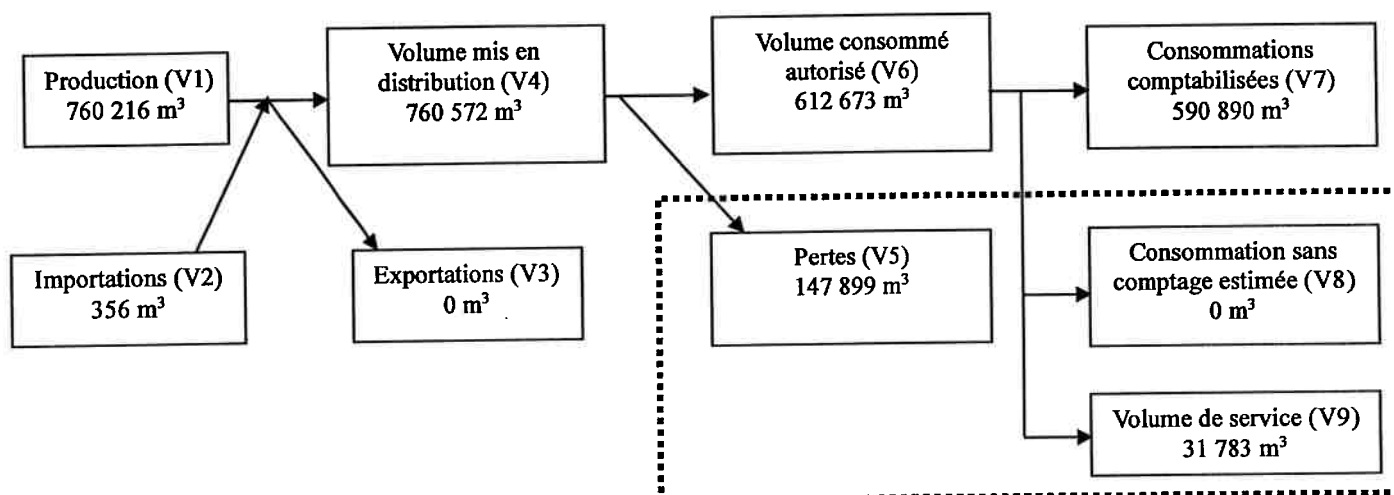 Production (V1)
760 216 m³
Volume mis en
distribution (V4)
760 572 m³
Volume consommé
autorisé (V6)
612 673 m³
Consommations
comptabilisées (V7)
590 890 m³
Importations (V2)
356 m³
Exportations (V3)
0 m³
Pertes (V5)
147 899 m³
Consommation sans
comptage estimée (V8)
0 m³
Volume de service (V9)
31 783 m³